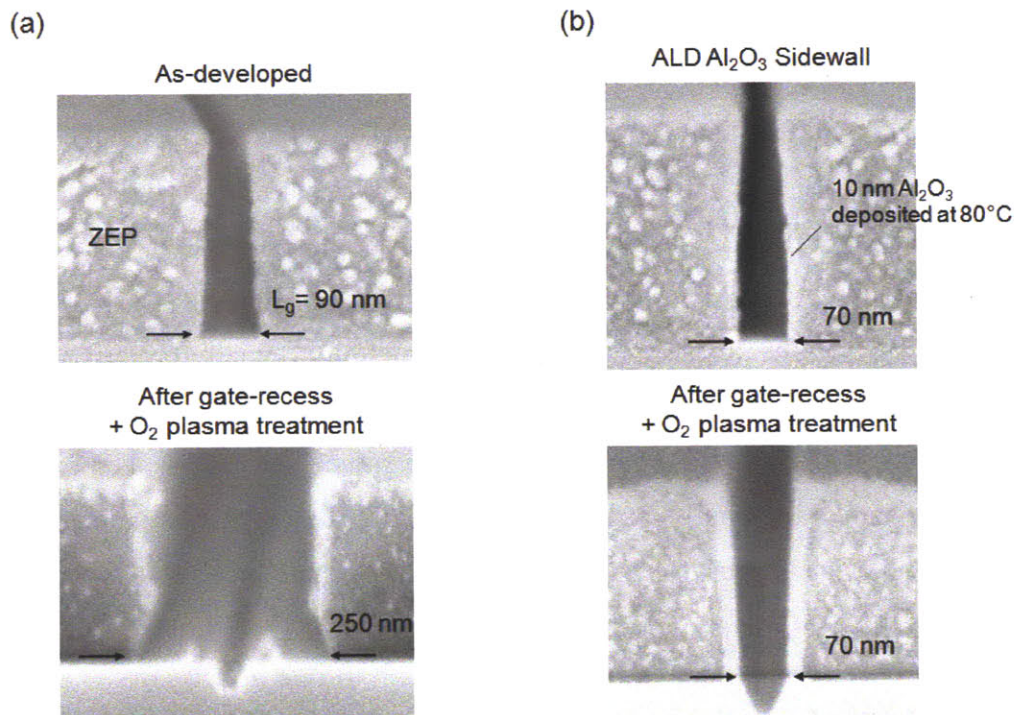 (a)
As-developed
ZEP
Lg= 90 nm
After gate-recess
+ O2 plasma treatment
250 nm
(b)
ALD Al2O3 Sidewall
10 nm Al2O3
deposited at 80°C
70 nm
After gate-recess
+ O2 plasma treatment
70 nm